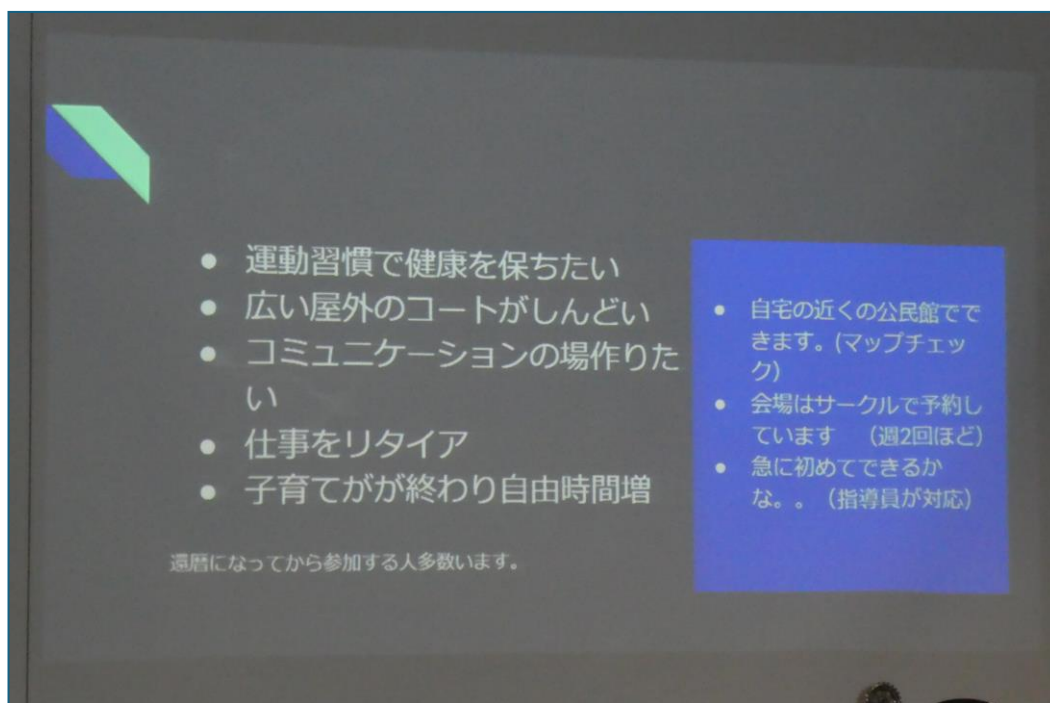 ● 運動習慣で健康を保ちたい
● 広い屋外のコートがしんどい
● コミュニケーションの場作りた
い
● 仕事をリタイア
● 子育てがが終わり自由時間増
還暦になってから参加する人多数います。
● 自宅の近くの公民館でで
きます。(マップチェッ
ク)
● 会場はサークルで予約し
ています　(週2回ほど)
● 急に初めてできるか
な。。（指導員が対応）